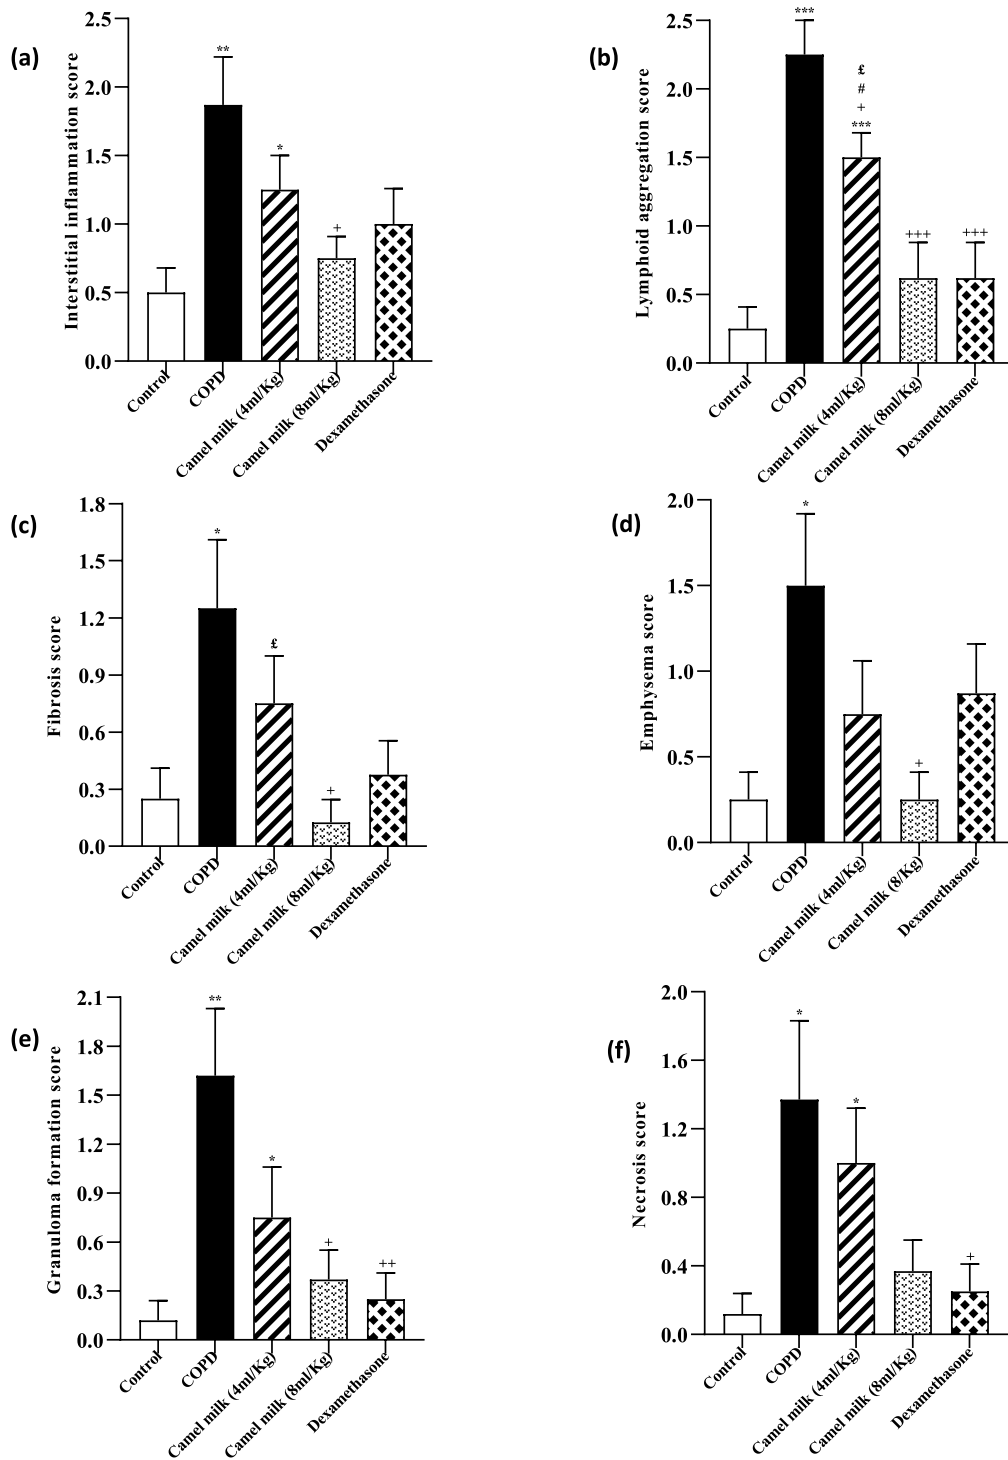 (a)
Interstitial inflammation score
2.5
2.0
1.5
1.0
0.5
0.0
**
*
+
Control
COPD
Camel milk (4ml/Kg)
Camel milk (8ml/Kg)
Dexamethasone
(b)
Lymphoid aggregation score
2.5
2.0
1.5
1.0
0.5
0.0
***
£
#
+
***
+++
+++
Control
COPD
Camel milk (4ml/Kg)
Camel milk (8ml/Kg)
Dexamethasone
(c)
Fibrosis score
1.8
1.5
1.2
0.9
0.6
0.3
0.0
*
£
+
Control
COPD
Camel milk (4ml/Kg)
Camel milk (8ml/Kg)
Dexamethasone
(d)
Emphysema score
2.0
1.5
1.0
0.5
0.0
*
+
Control
COPD
Camel milk (4ml/Kg)
Camel milk (8/Kg)
Dexamethasone
(e)
Granuloma formation score
2.1
1.8
1.5
1.2
0.9
0.6
0.3
0.0
**
*
+
++
Control
COPD
Camel milk (4ml/Kg)
Camel milk (8ml/Kg)
Dexamethasone
(f)
Necrosis score
2.0
1.6
1.2
0.8
0.4
0.0
*
*
+
Control
COPD
Camel milk (4ml/Kg)
Camel milk (8ml/Kg)
Dexamethasone